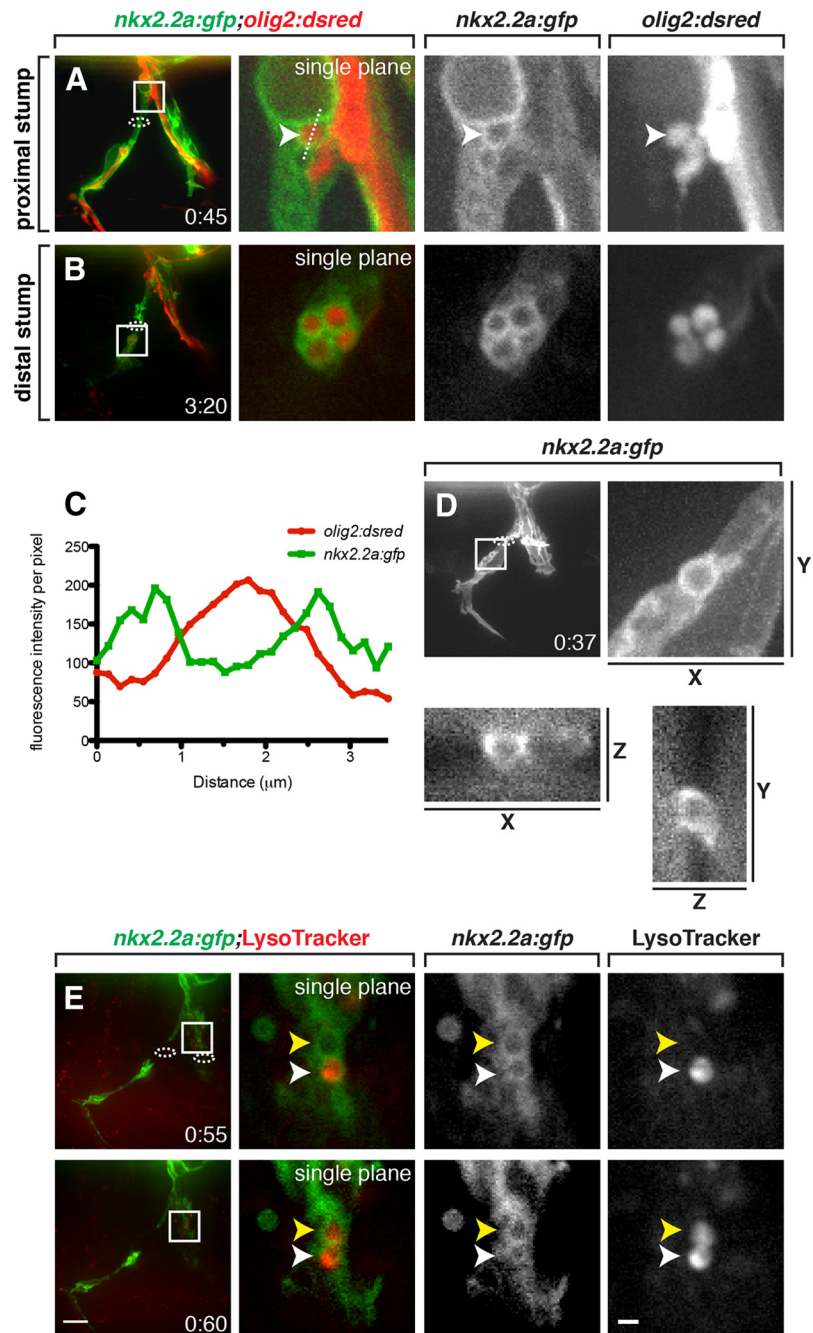 nkx2.2a:gfp;olig2:dsred
nkx2.2a:gfp
olig2:dsred
proximal stump
A
0:45
single plane
distal stump
B
3:20
single plane
C
olig2:dsred
nkx2.2a:gfp
fluorescence intensity per pixel
250
200
150
100
50
0
0
1
2
3
Distance (μm)
nkx2.2a:gfp
D
0:37
Y
X
Z
X
Y
Z
nkx2.2a:gfp;LysoTracker
nkx2.2a:gfp
LysoTracker
E
0:55
single plane
0:60
single plane